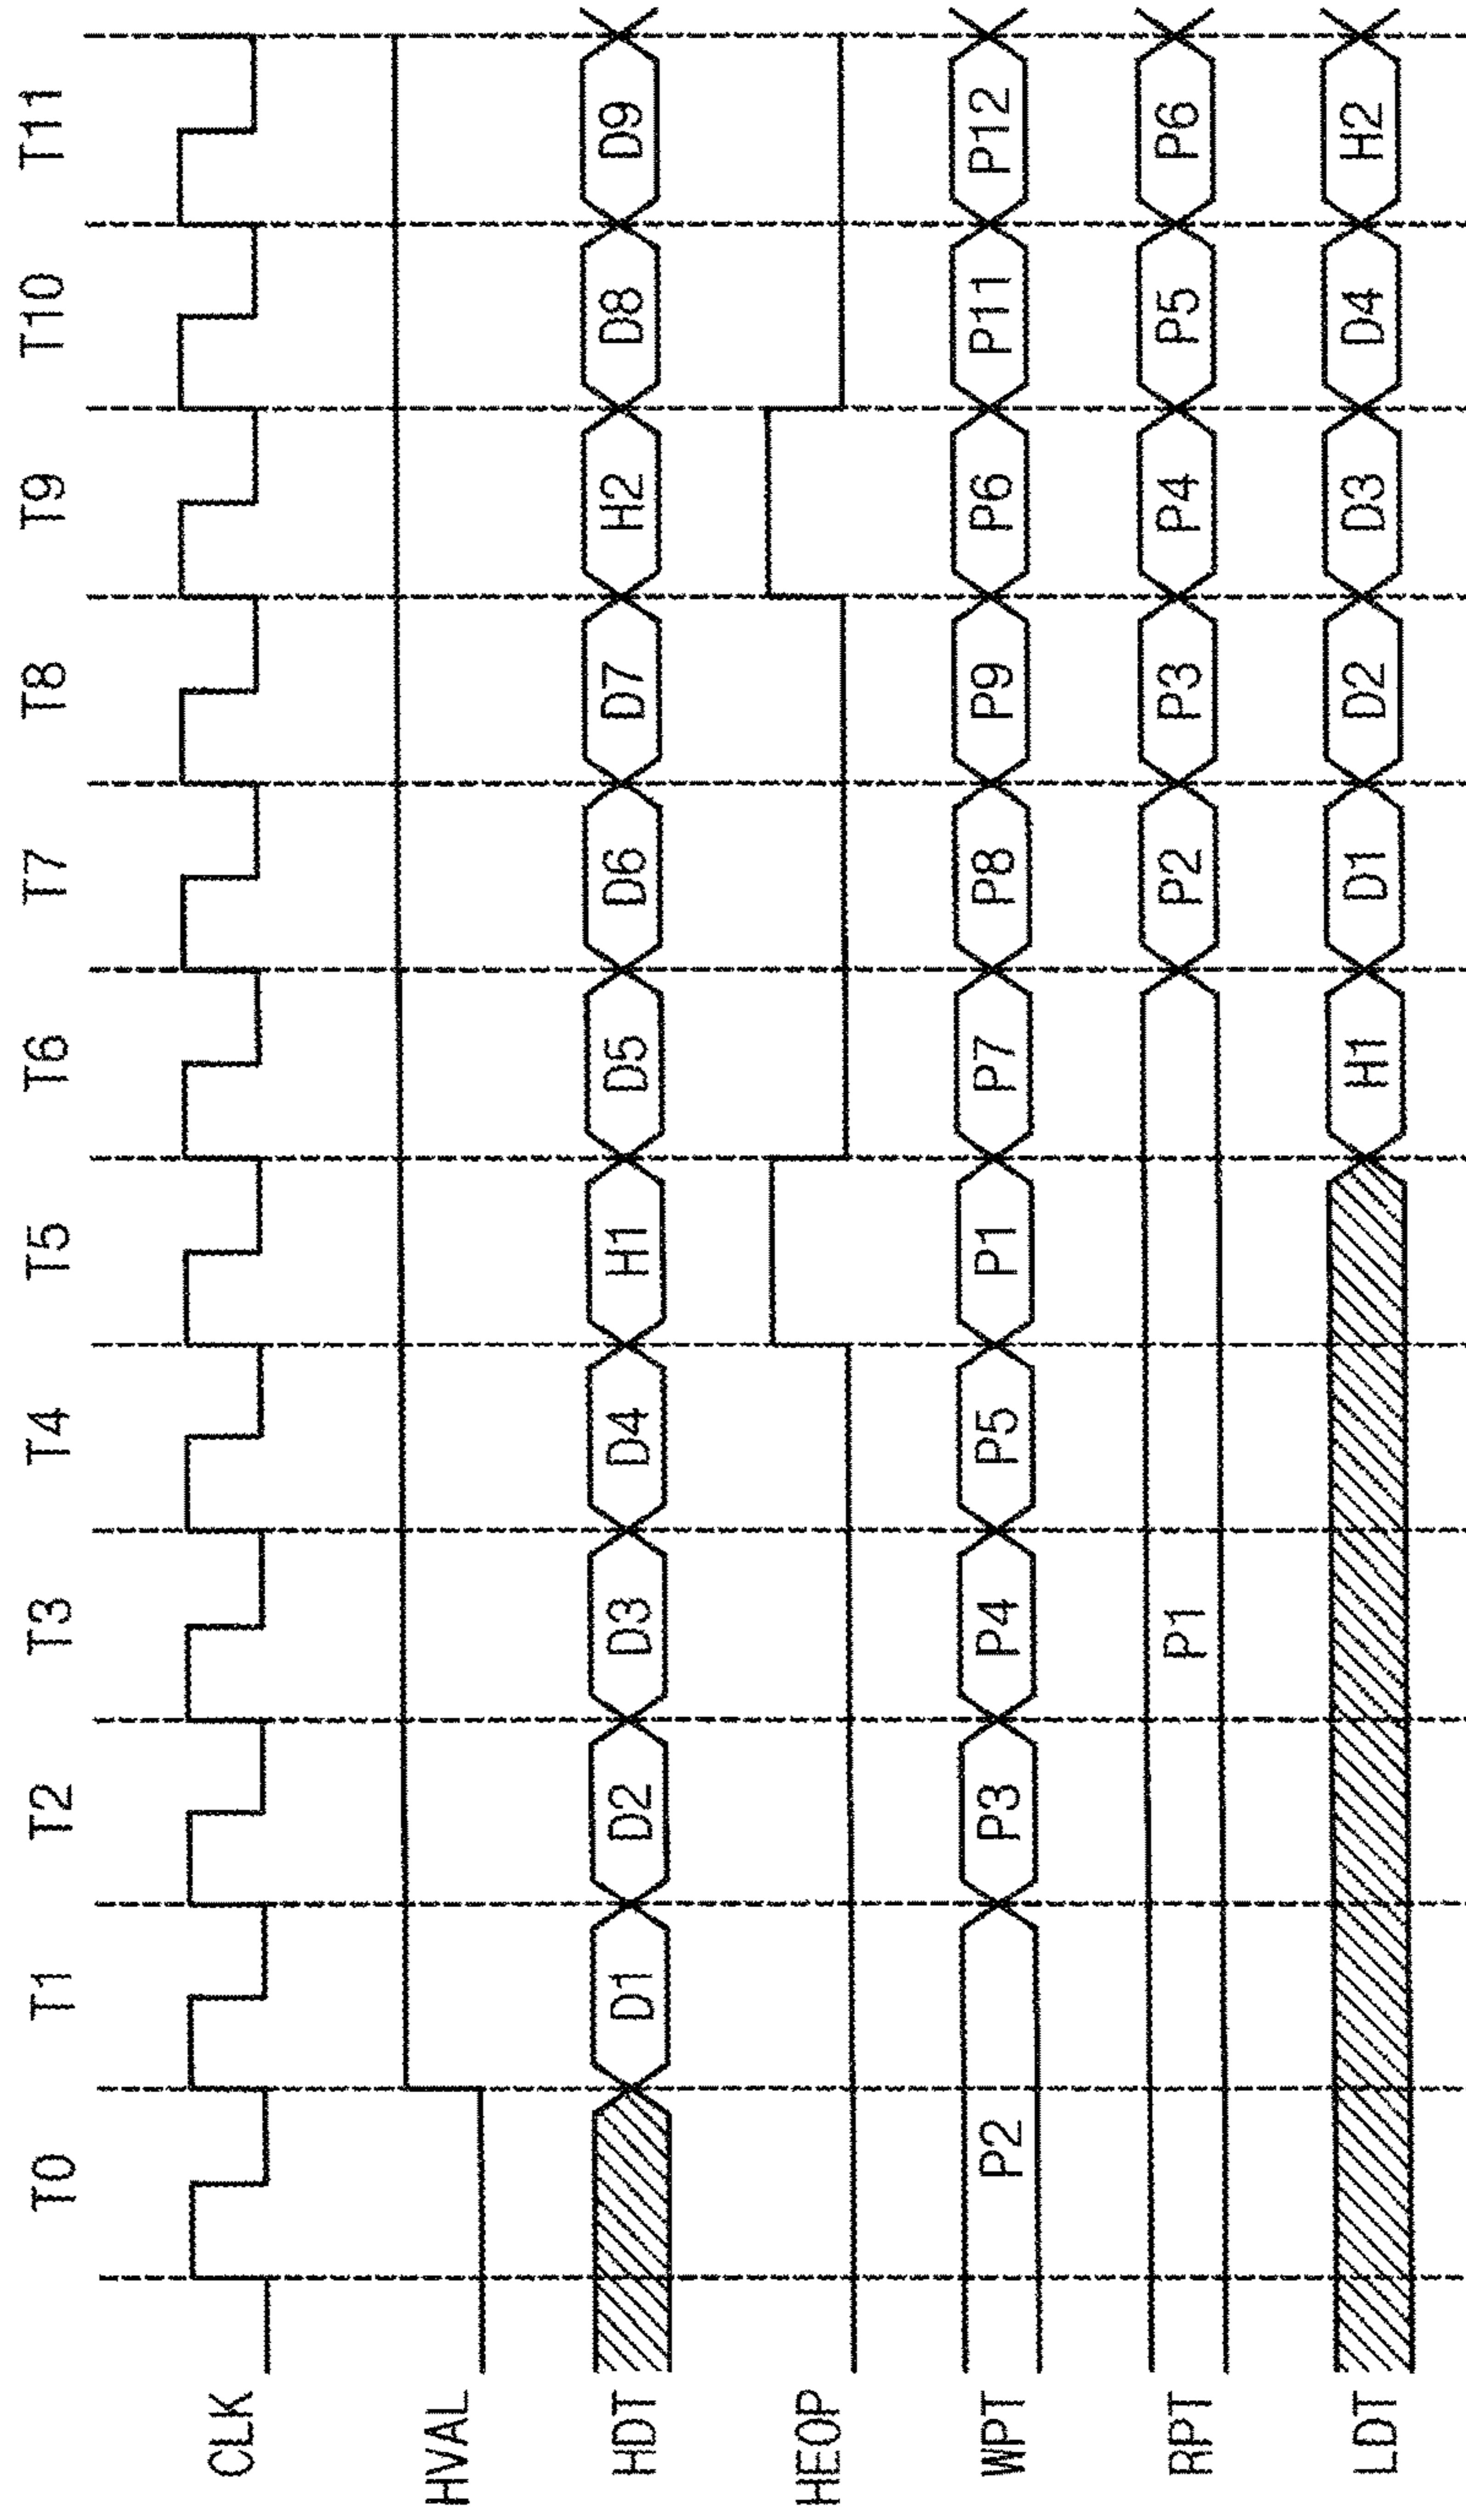 T0 T1 T2 T3 T4 T5 T6 T7 T8 T9 T10 T11
CLK
HVAL
HDT D1 D2 D3 D4 H1 D5 D6 D7 H2 D8 D9
HEOP
WPT P2 P3 P4 P5 P1 P7 P8 P9 P6 P11 P12
RPT P1 P2 P3 P4 P5 P6
LDT H1 D1 D2 D3 D4 H2